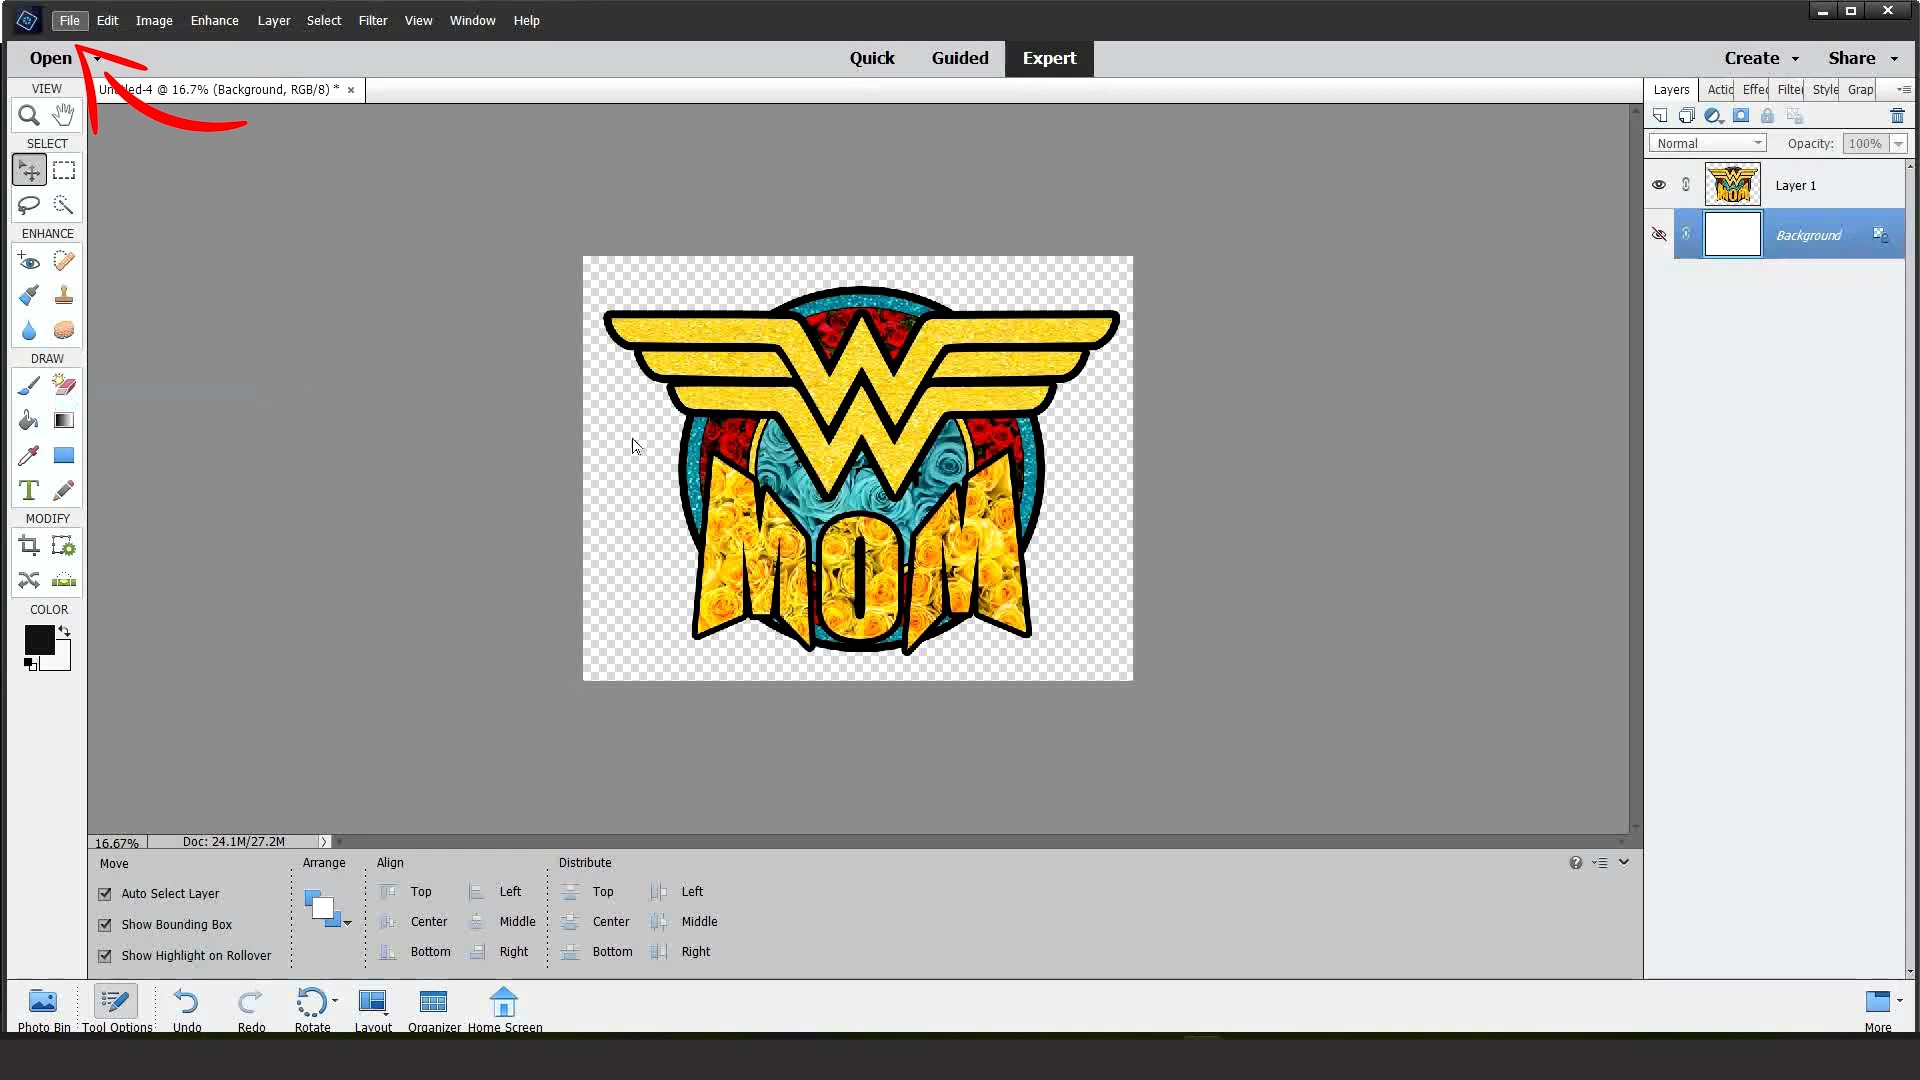 File Edit Image Enhance Layer Select Filter View Window Help
Open Quick Guided Expert Create Share
Untitled-4 @ 16.7% (Background, RGB/8) * ×
VIEW
SELECT
ENHANCE
DRAW
T
MODIFY
COLOR
W
MOM
Layers Actio Effec Filter Style Grap
Normal Opacity: 100%
Layer 1
Background
16.67% Doc: 24.1M/27.2M
Move Arrange Align Distribute
Auto Select Layer Top Left Top Left
Show Bounding Box Center Middle Center Middle
Show Highlight on Rollover Bottom Right Bottom Right
Photo Bin Tool Options Undo Redo Rotate Layout Organizer Home Screen More